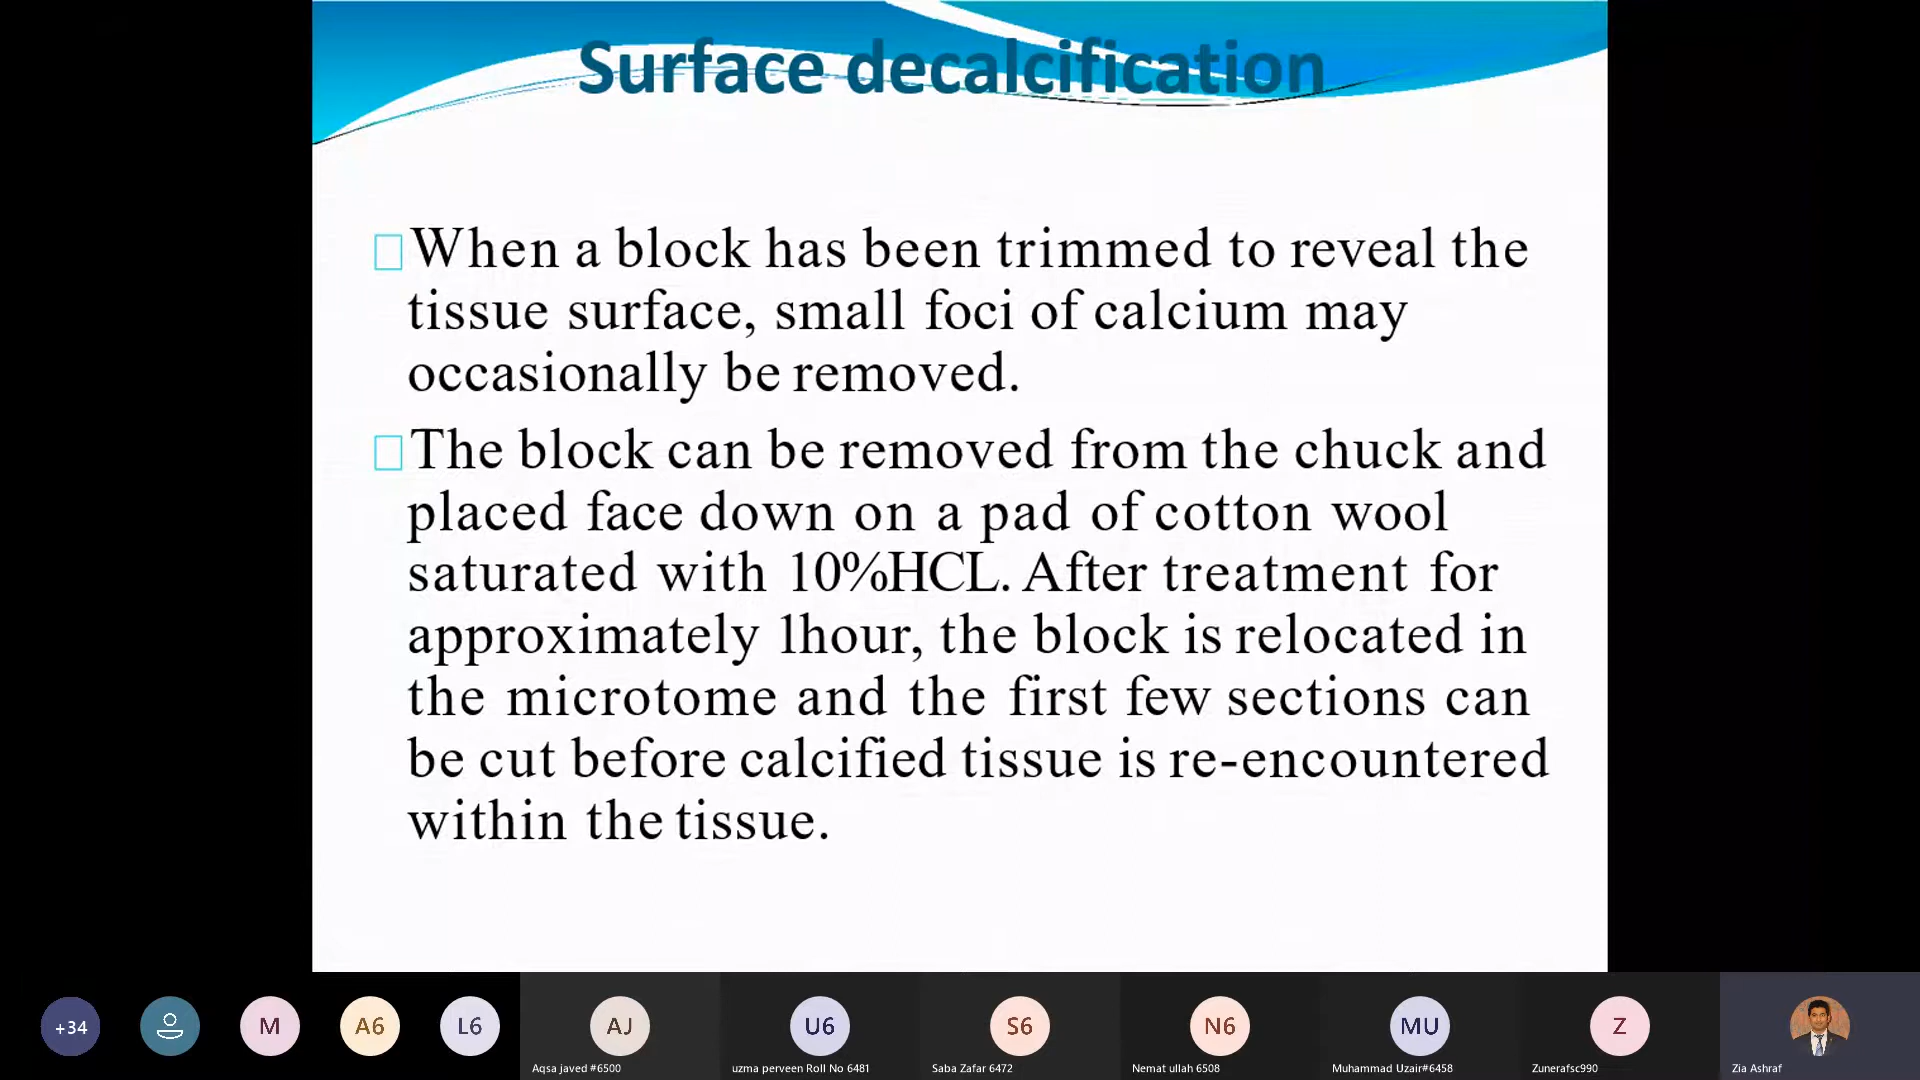 Surface decalcification
When a block has been trimmed to reveal the
tissue surface, small foci of calcium may
occasionally be removed.
The block can be removed from the chuck and
placed face down on a pad of cotton wool
saturated with 10%HCL. After treatment for
approximately 1hour, the block is relocated in
the microtome and the first few sections can
be cut before calcified tissue is re-encountered
within the tissue.
+34
M
A6
L6
AJ
U6
S6
N6
MU
Z
Aqsa javed #6500
uzma perveen Roll No 6481
Saba Zafar 6472
Nemat ullah 6508
Muhammad Uzair#6458
Zunerafsc990
Zia Ashraf